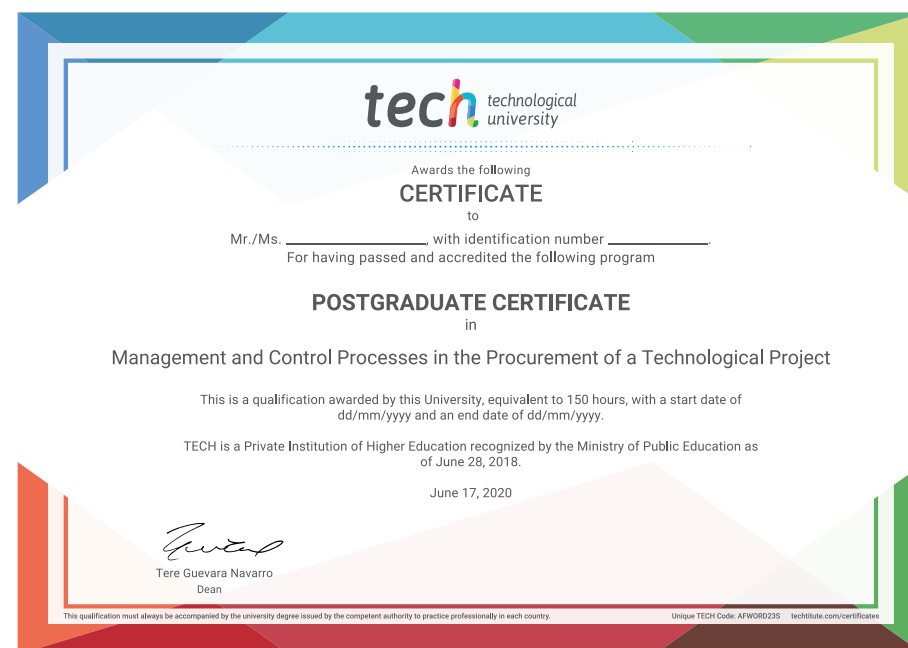 tech technological
university
Awards the following
CERTIFICATE
to
Mr./Ms. ____________________, with identification number ______________.
For having passed and accredited the following program
POSTGRADUATE CERTIFICATE
in
Management and Control Processes in the Procurement of a Technological Project
This is a qualification awarded by this University, equivalent to 150 hours, with a start date of
dd/mm/yyyy and an end date of dd/mm/yyyy.
TECH is a Private Institution of Higher Education recognized by the Ministry of Public Education as
of June 28, 2018.
June 17, 2020
Tere Guevara Navarro
Dean
This qualification must always be accompanied by the university degree issued by the competent authority to practice professionally in each country.
Unique TECH Code: AFWORD23S techtitute.com/certificates